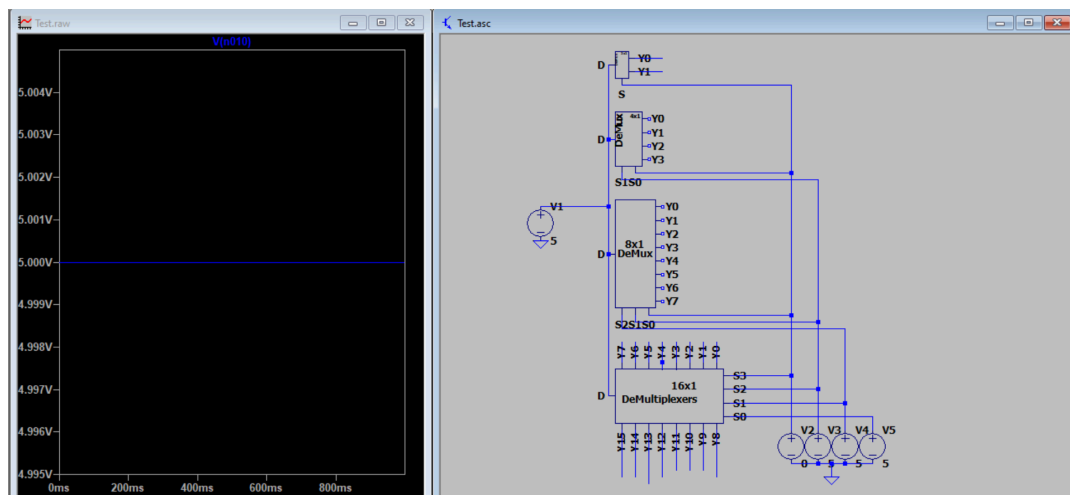 Test.raw
V(n010)
5.004V
5.003V
5.002V
5.001V
5.000V
4.999V
4.998V
4.997V
4.996V
4.995V
0ms 200ms 400ms 600ms 800ms
Test.asc
D Y0
Y1
S
4x1
DeMux
D
Y0
Y1
Y2
Y3
S1S0
V1
5
8x1
DeMux
D
Y0
Y1
Y2
Y3
Y4
Y5
Y6
Y7
S2S1S0
Y7 Y6 Y5 Y4 Y3 Y2 Y1 Y0
16x1
DeMultiplexers
D
S3
S2
S1
S0
Y15 Y14 Y13 Y12 Y11 Y10 Y9 Y8
V2 V3 V4 V5
0 5 5 5